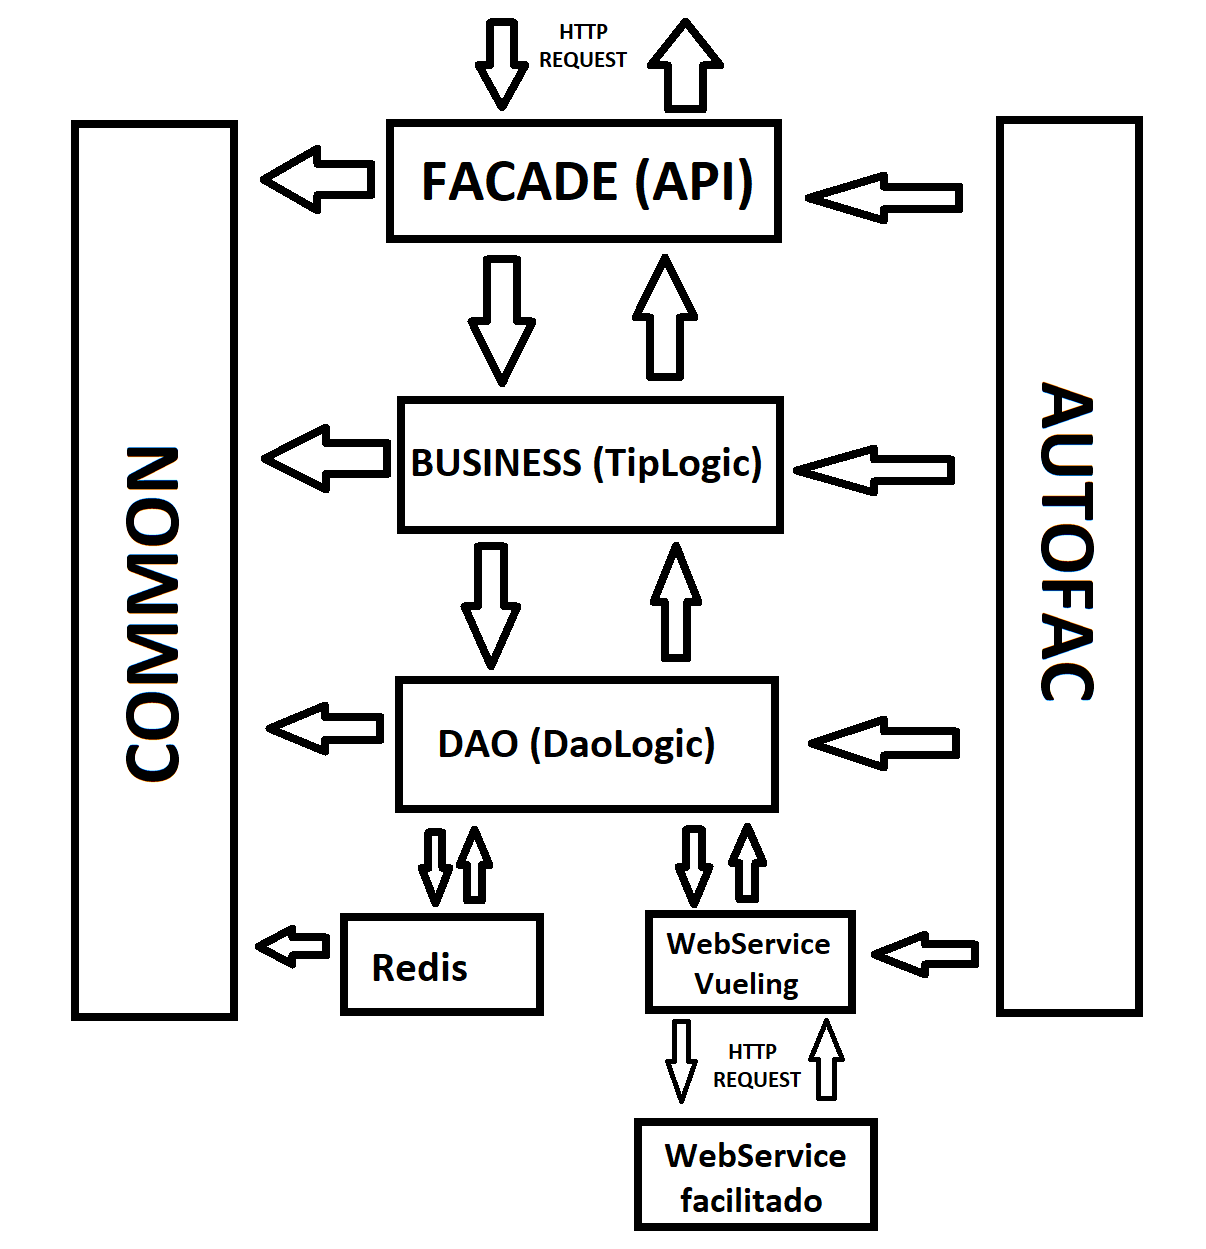 HTTP
REQUEST
FACADE (API)
COMMON
AUTOFAC
BUSINESS (TipLogic)
DAO (DaoLogic)
Redis
WebService
Vueling
HTTP
REQUEST
WebService
facilitado